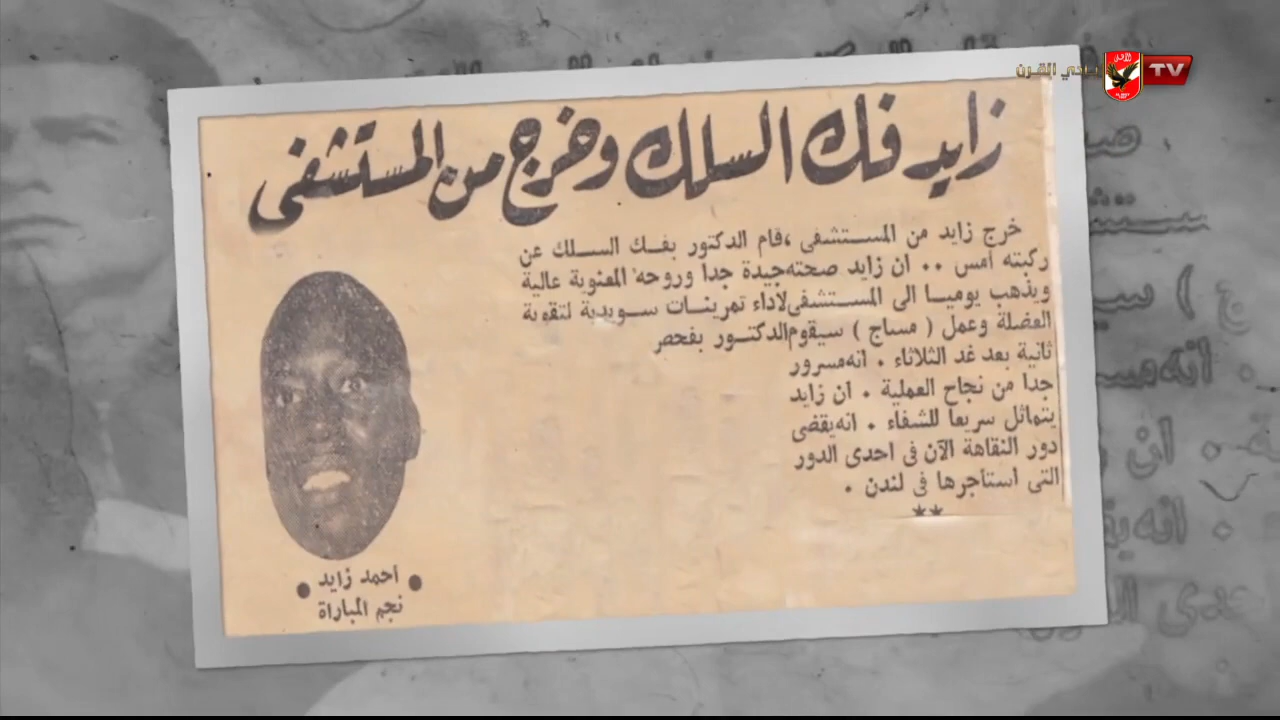 نادي القرن
TV
زايد فك السلك وخرج من المستشفى
خرج زايد من المستشفى ، قام الدكتور بفك السلك عن
ركبته أمس .. ان زايد صحته جيدة جدا وروحه المعنوية عالية
ويذهب يوميا الى المستشفى لاداء تمرينات سويدية لتقوية
العضلة وعمل ( مساج ) سيقوم الدكتور بفحص
ثانية بعد غد الثلاثاء . انه مسرور
جدا من نجاح العملية . ان زايد
يتماثل سريعا للشفاء . انه يقضى
دور النقاهة الآن فى احدى الدور
التى استأجرها فى لندن .
**
• أحمد زايد •
نجم المباراة